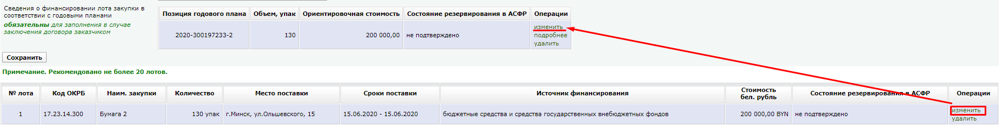 Сведения о финансировании лота закупки в
соответствии с годовыми планами
обязательны для заполнения в случае
заключения договора заказчиком
Позиция годового плана Объем, упак Ориентировочная стоимость Состояние резервирования в АСФР Операции
2020-300197233-2 130 200 000,00 не подтверждено изменить
подробнее
удалить
Сохранить
Примечание. Рекомендовано не более 20 лотов.
№ лота Код ОКРБ Наим. закупки Количество Место поставки Сроки поставки Источник финансирования Стоимость
бел. рубль Состояние резервирования в АСФР Операции
1 17.23.14.300 Бумага 2 130 упак г.Минск, ул.Ольшевского, 15 15.06.2020 - 15.06.2020 бюджетные средства и средства государственных внебюджетных фондов 200 000,00 BYN не подтверждено изменить
удалить